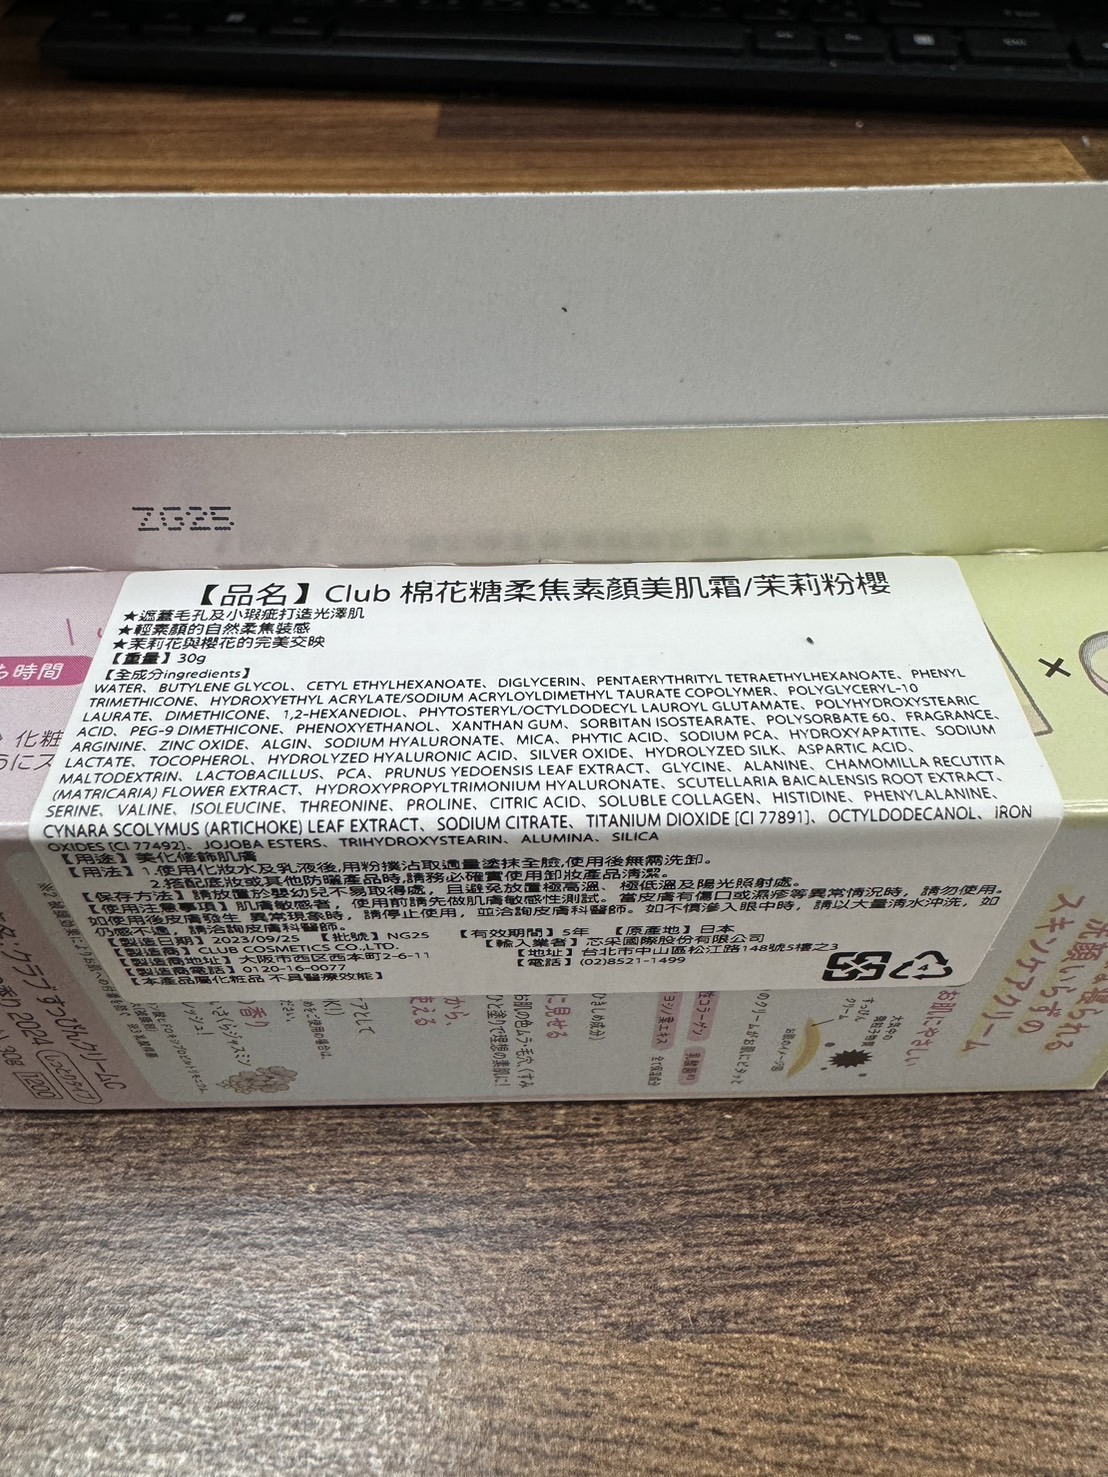 ZG25
【品名】Club 棉花糖柔焦素顏美肌霜/茉莉粉櫻
★遮蓋毛孔及小瑕疵打造光澤肌
★輕素顏的自然柔焦裝感
★茉莉花與櫻花的完美交映
【重量】30g
【全成分ingredients】
WATER、BUTYLENE GLYCOL、CETYL ETHYLHEXANOATE、DIGLYCERIN、PENTAERYTHRITYL TETRAETHYLHEXANOATE、PHENYL
TRIMETHICONE、HYDROXYETHYL ACRYLATE/SODIUM ACRYLOYLDIMETHYL TAURATE COPOLYMER、POLYGLYCERYL-10
LAURATE、DIMETHICONE、1,2-HEXANEDIOL、PHYTOSTERYL/OCTYLDODECYL LAUROYL GLUTAMATE、POLYHYDROXYSTEARIC
ACID、PEG-9 DIMETHICONE、PHENOXYETHANOL、XANTHAN GUM、SORBITAN ISOSTEARATE、POLYSORBATE 60、FRAGRANCE、
ARGININE、ZINC OXIDE、ALGIN、SODIUM HYALURONATE、MICA、PHYTIC ACID、SODIUM PCA、HYDROXYAPATITE、SODIUM
LACTATE、TOCOPHEROL、HYDROLYZED HYALURONIC ACID、SILVER OXIDE、HYDROLYZED SILK、ASPARTIC ACID、
MALTODEXTRIN、LACTOBACILLUS、PCA、PRUNUS YEDOENSIS LEAF EXTRACT、GLYCINE、ALANINE、CHAMOMILLA RECUTITA
(MATRICARIA) FLOWER EXTRACT、HYDROXYPROPYLTRIMONIUM HYALURONATE、SCUTELLARIA BAICALENSIS ROOT EXTRACT、
SERINE、VALINE、ISOLEUCINE、THREONINE、PROLINE、CITRIC ACID、SOLUBLE COLLAGEN、HISTIDINE、PHENYLALANINE、
CYNARA SCOLYMUS (ARTICHOKE) LEAF EXTRACT、SODIUM CITRATE、TITANIUM DIOXIDE [CI 77891]、OCTYLDODECANOL、IRON
OXIDES [CI 77492]、JOJOBA ESTERS、TRIHYDROXYSTEARIN、ALUMINA、SILICA
【用途】美化修飾肌膚
【用法】1.使用化妝水及乳液後,用粉撲沾取適量塗抹全臉,使用後無需洗卸。
2.搭配底妝或其他防曬產品時,請務必確實使用卸妝產品清潔。
【保存方法】請放置於嬰幼兒不易取得處，且避免放置極高溫、極低溫及陽光照射處。
【使用注意事項】肌膚敏感者，使用前請先做肌膚敏感性測試。當皮膚有傷口或濕疹等異常情況時，請勿使用。
如使用後皮膚發生 異常現象時，請停止使用，並洽詢皮膚科醫師。如不慎滲入眼中時，請以大量清水沖洗，如
仍感不適，請洽詢皮膚科醫師。
【製造日期】2023/09/25 【批號】NG25 【有效期間】5年 【原產地】日本
【製造商】CLUB COSMETICS CO.,LTD. 【輸入業者】芯采國際股份有限公司
【製造商地址】大阪市西区西本町2-6-11 【地址】台北市中山區松江路148號5樓之3
【製造商電話】0120-16-0077 【電話】(02)8521-1499
【本產品屬化粧品 不具醫療效能】
時間
化粧
洗顔いらずの
スキンケアクリーム
お肌にやさしい
に見せる
から、
使える
香り